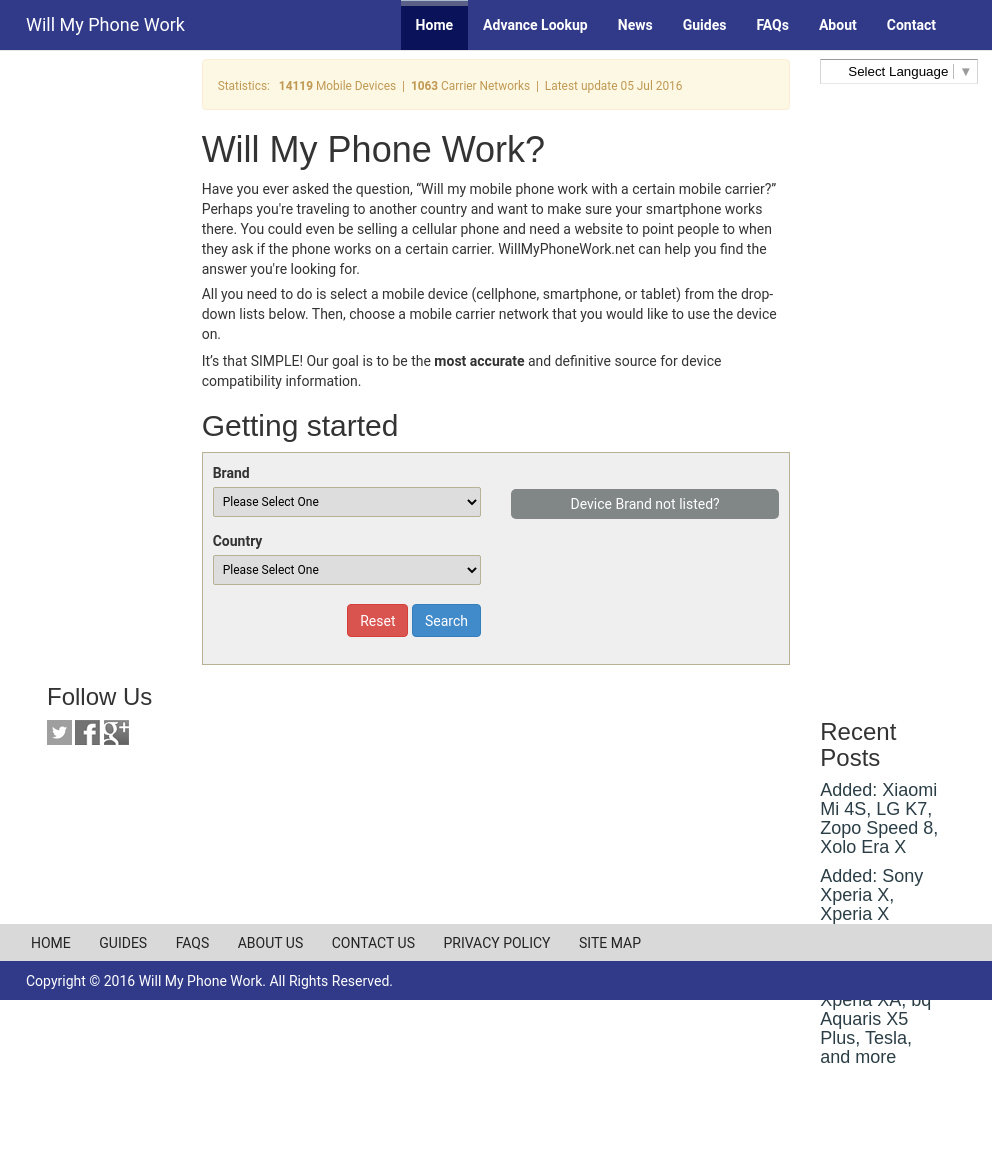 Will My Phone Work
Home
Advance Lookup
News
Guides
FAQs
About
Contact
Statistics: 14119 Mobile Devices | 1063 Carrier Networks | Latest update 05 Jul 2016
Select Language ▼
Will My Phone Work?
Have you ever asked the question, “Will my mobile phone work with a certain mobile carrier?”
Perhaps you're traveling to another country and want to make sure your smartphone works
there. You could even be selling a cellular phone and need a website to point people to when
they ask if the phone works on a certain carrier. WillMyPhoneWork.net can help you find the
answer you're looking for.
All you need to do is select a mobile device (cellphone, smartphone, or tablet) from the drop-
down lists below. Then, choose a mobile carrier network that you would like to use the device
on.
It’s that SIMPLE! Our goal is to be the most accurate and definitive source for device
compatibility information.
Getting started
Brand
Please Select One
Device Brand not listed?
Country
Please Select One
Reset
Search
Follow Us
Recent
Posts
Added: Xiaomi
Mi 4S, LG K7,
Zopo Speed 8,
Xolo Era X
Added: Sony
Xperia X,
Xperia X
HOME
GUIDES
FAQS
ABOUT US
CONTACT US
PRIVACY POLICY
SITE MAP
Copyright © 2016 Will My Phone Work. All Rights Reserved.
Xperia XA, bq
Aquaris X5
Plus, Tesla,
and more